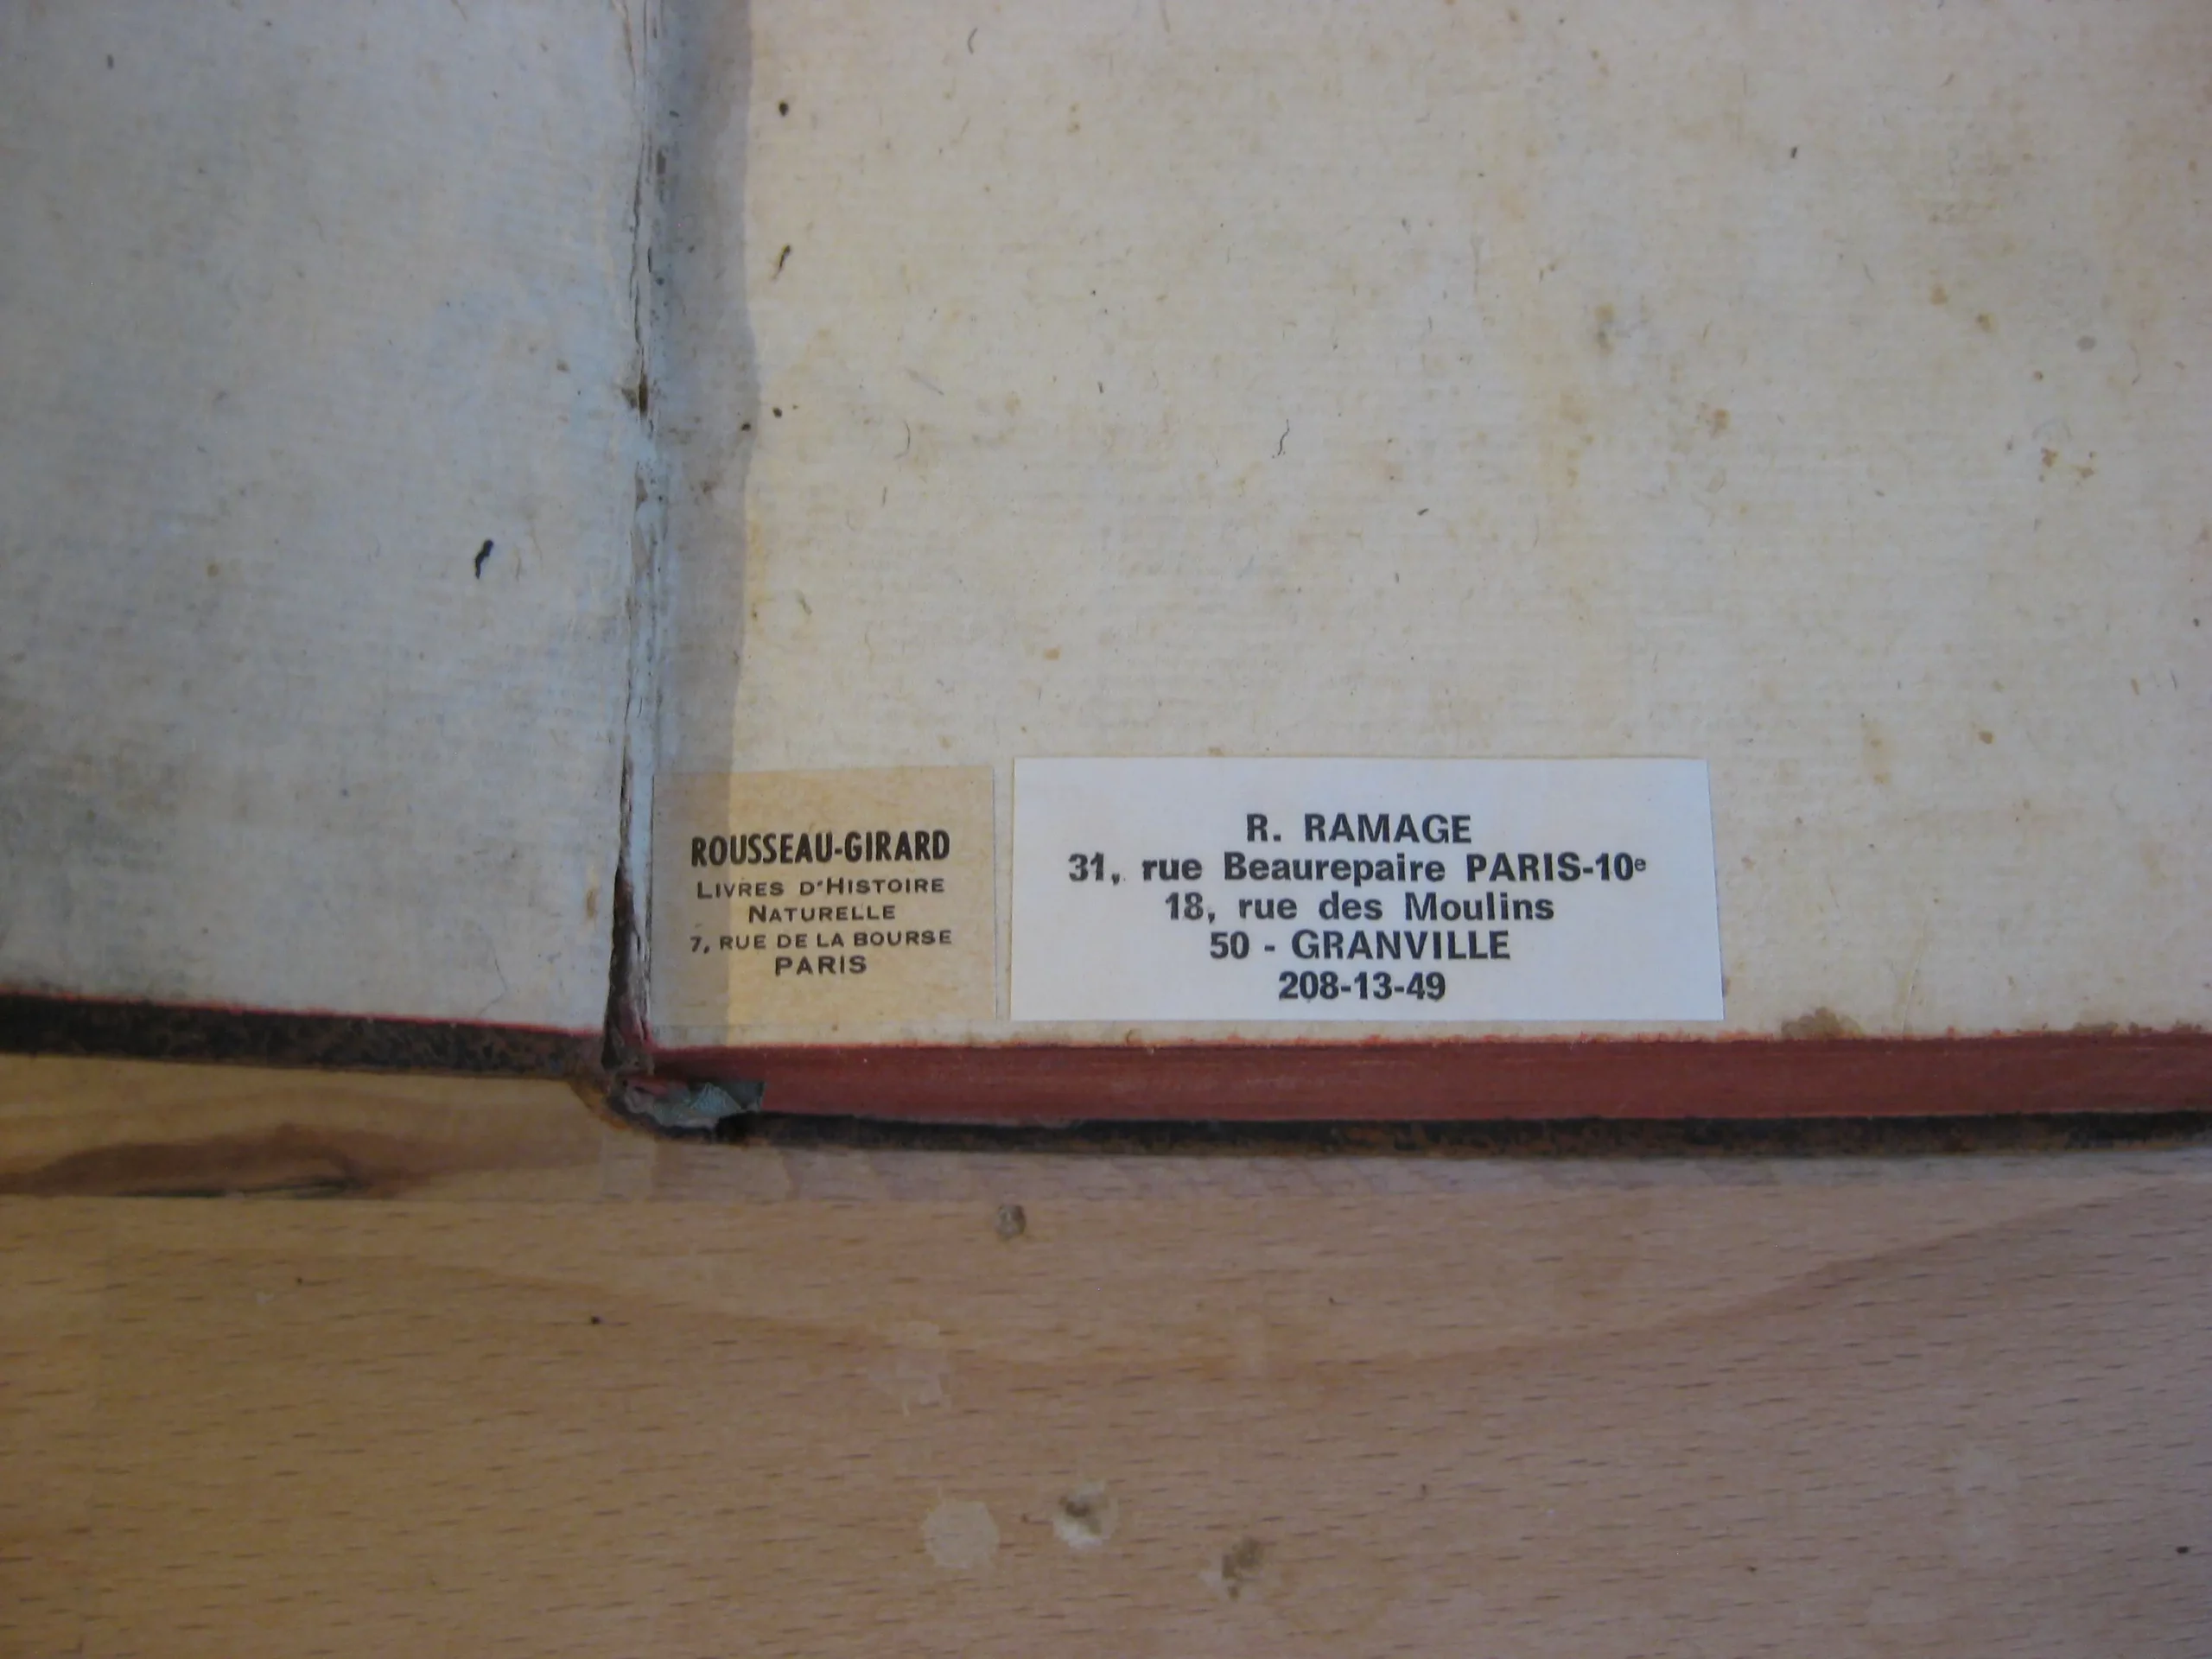 ROUSSEAU-GIRARD
LIVRES D'HISTOIRE
NATURELLE
7, RUE DE LA BOURSE
PARIS
R. RAMAGE
31, rue Beaurepaire PARIS-10e
18, rue des Moulins
50 - GRANVILLE
208-13-49